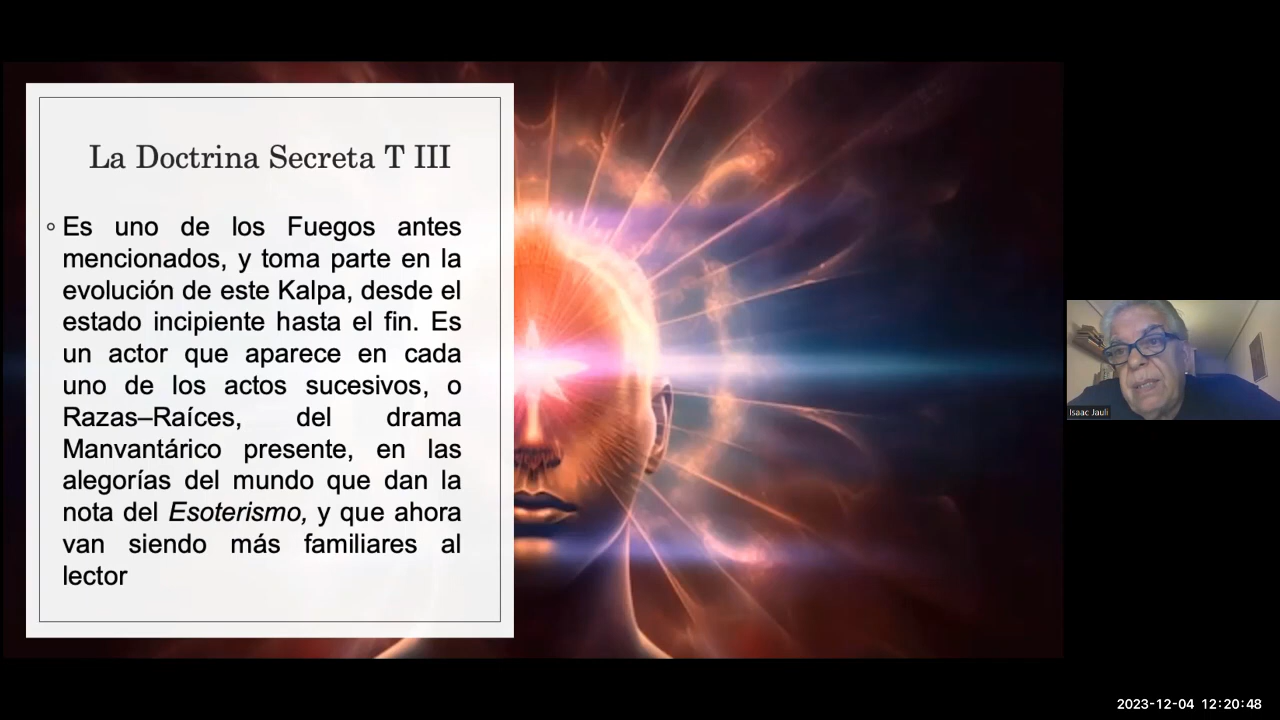 La Doctrina Secreta T III
Es uno de los Fuegos antes
mencionados, y toma parte en la
evolución de este Kalpa, desde el
estado incipiente hasta el fin. Es
un actor que aparece en cada
uno de los actos sucesivos, o
Razas–Raíces, del drama
Manvantárico presente, en las
alegorías del mundo que dan la
nota del Esoterismo, y que ahora
van siendo más familiares al
lector
Isaac Jauli
2023-12-04 12:20:48